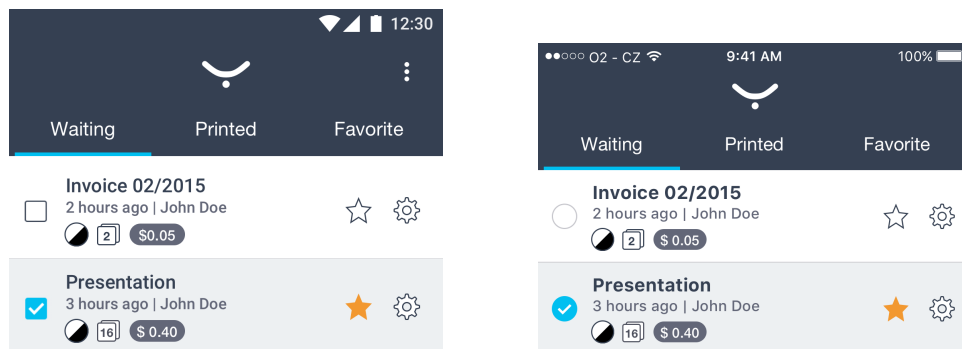 12:30
Waiting Printed Favorite
Invoice 02/2015
2 hours ago | John Doe
2 $0.05
Presentation
3 hours ago | John Doe
16 $ 0.40
O2 - CZ 9:41 AM 100%
Waiting Printed Favorite
Invoice 02/2015
2 hours ago | John Doe
2 $ 0.05
Presentation
3 hours ago | John Doe
16 $ 0.40